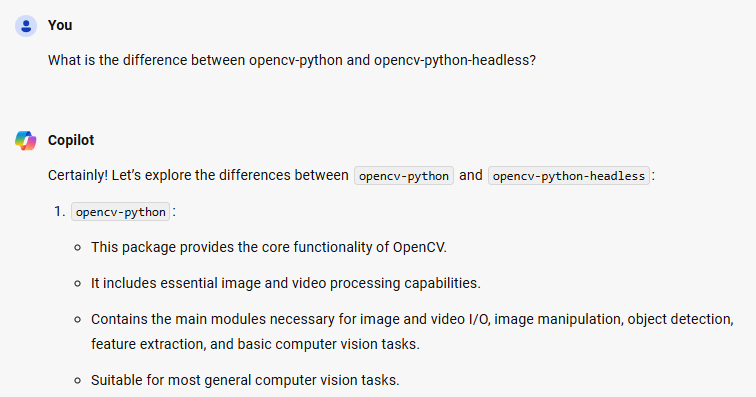 You
What is the difference between opencv-python and opencv-python-headless?
Copilot
Certainly! Let’s explore the differences between opencv-python and opencv-python-headless:
1. opencv-python:
This package provides the core functionality of OpenCV.
It includes essential image and video processing capabilities.
Contains the main modules necessary for image and video I/O, image manipulation, object detection,
feature extraction, and basic computer vision tasks.
Suitable for most general computer vision tasks.